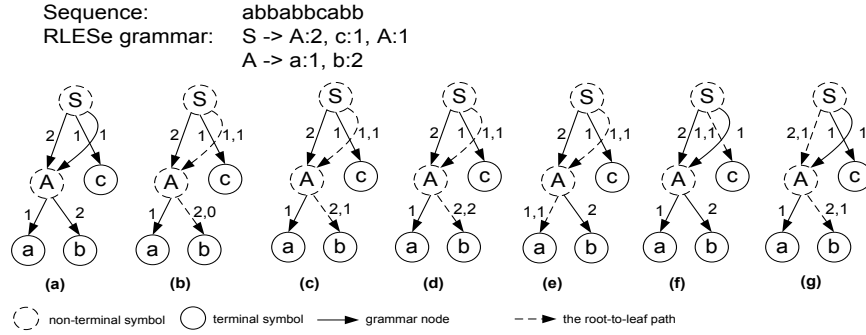 Sequence: abbabbcabb
RLESe grammar: S -> A:2, c:1, A:1
A -> a:1, b:2
S S S S S S S
2 1 1 2 1 1,1 2 1 1,1 2 1 1,1 2 1 1,1 2 1,1 1 2,1 1 1
A c A c A c A c A c A c A c
1 2 1 2,0 1 2,1 1 2,2 1,1 2 1 2 1 2,1
a b a b a b a b a b a b a b
(a) (b) (c) (d) (e) (f) (g)
non-terminal symbol terminal symbol grammar node the root-to-leaf path